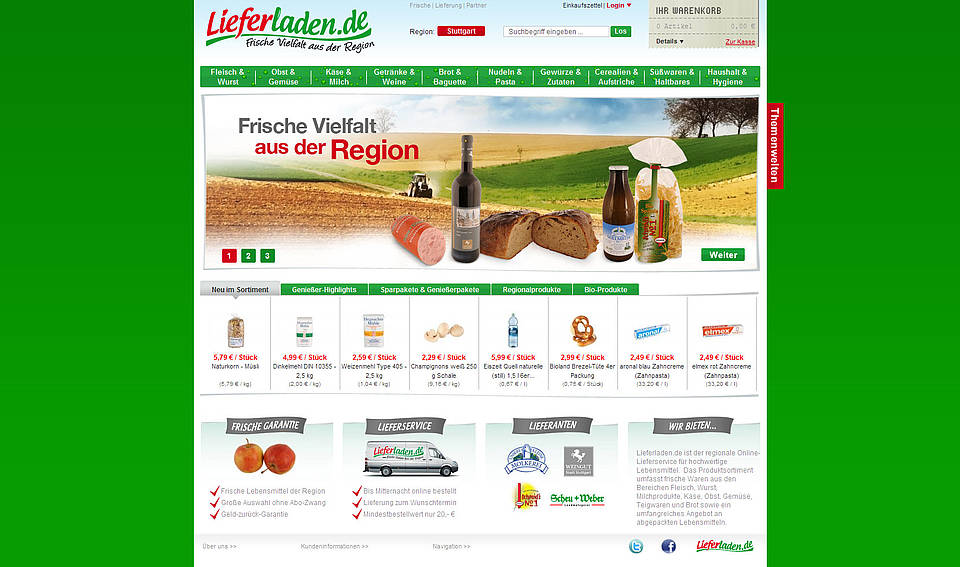 Lieferladen.de
Frische Vielfalt aus der Region
Frische | Lieferung | Partner
Einkaufszettel | Login
Region: Stuttgart
Suchbegriff eingeben ...
Los
IHR WARENKORB
0 Artikel 0,00 €
Details
Zur Kasse
Fleisch & Wurst
Obst & Gemüse
Käse & Milch
Getränke & Weine
Brot & Baguette
Nudeln & Pasta
Gewürze & Zutaten
Cerealien & Aufstriche
Süßwaren & Haltbares
Haushalt & Hygiene
Themenwelten
Frische Vielfalt
aus der Region
1 2 3
Weiter
Neu im Sortiment
Genießer-Highlights
Sparpakete & Genießerpakete
Regionalprodukte
Bio-Produkte
5,79 € / Stück
Naturkorn - Müsli
(5,79 € / kg)
4,99 € / Stück
Dinkelmehl DIN 10355 -
2,5 kg
(2,00 € / kg)
2,59 € / Stück
Weizenmehl Type 405 -
2,5 kg
(1,04 € / kg)
2,29 € / Stück
Champignons weiß 250
g Schale
(9,16 € / kg)
5,99 € / Stück
Eiszeit Quell naturelle
(still) 1,5 l 6er...
(0,67 € / l)
2,99 € / Stück
Bioland Brezel-Tüte 4er
Packung
(0,75 € / Stück)
aronal
2,49 € / Stück
aronal blau Zahncreme
(Zahnpasta)
(33,20 € / l)
elmex
2,49 € / Stück
elmex rot Zahncreme
(Zahnpasta)
(33,20 € / l)
FRISCHE GARANTIE
Frische Lebensmittel der Region
Große Auswahl ohne Abo-Zwang
Geld-zurück-Garantie
LIEFERSERVICE
Lieferladen.de
Bis Mitternacht online bestellt
Lieferung zum Wunschtermin
Mindestbestellwert nur 20,- €
LIEFERANTEN
MOLKEREI
WEINGUT
Stadt Stuttgart
Nº1
Scheu + Weber
WIR BIETEN...
Lieferladen.de ist der regionale Online-
Lieferservice für hochwertige
Lebensmittel. Das Produktsortiment
umfasst frische Waren aus den
Bereichen Fleisch, Wurst,
Milchprodukte, Käse, Obst, Gemüse,
Teigwaren und Brot sowie ein
umfangreiches Angebot an
abgepackten Lebensmitteln.
Über uns >>
Kundeninformationen >>
Navigation >>
Lieferladen.de